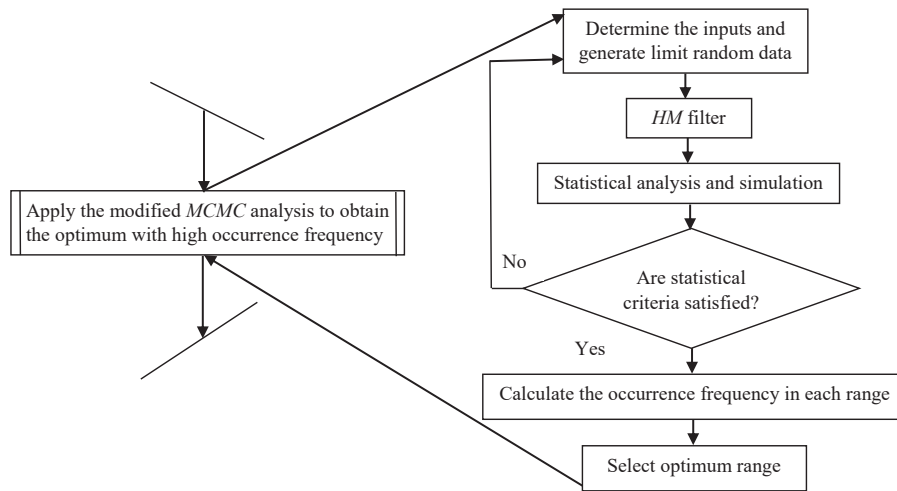 Determine the inputs and
generate limit random data
HM filter
Statistical analysis and simulation
Apply the modified MCMC analysis to obtain
the optimum with high occurrence frequency
No
Are statistical
criteria satisfied?
Yes
Calculate the occurrence frequency in each range
Select optimum range